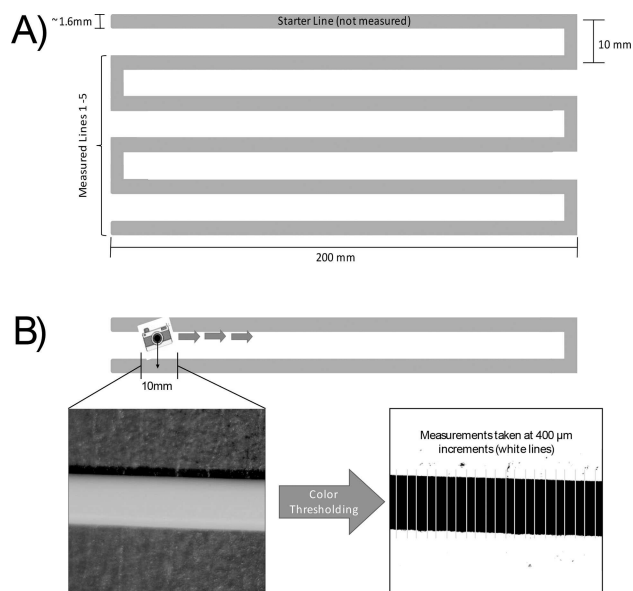 A)
~1.6mm
Starter Line (not measured)
10 mm
Measured Lines 1 -5
200 mm
B)
10mm
Measurements taken at 400 µm
increments (white lines)
Color
Thresholding